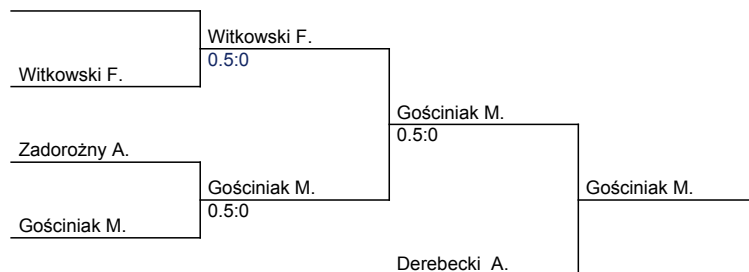 Witkowski F.
0.5:0
Witkowski F.
Gościniak M.
0.5:0
Zadorożny A.
Gościniak M.
0.5:0
Gościniak M.
Gościniak M.
Derebecki A.